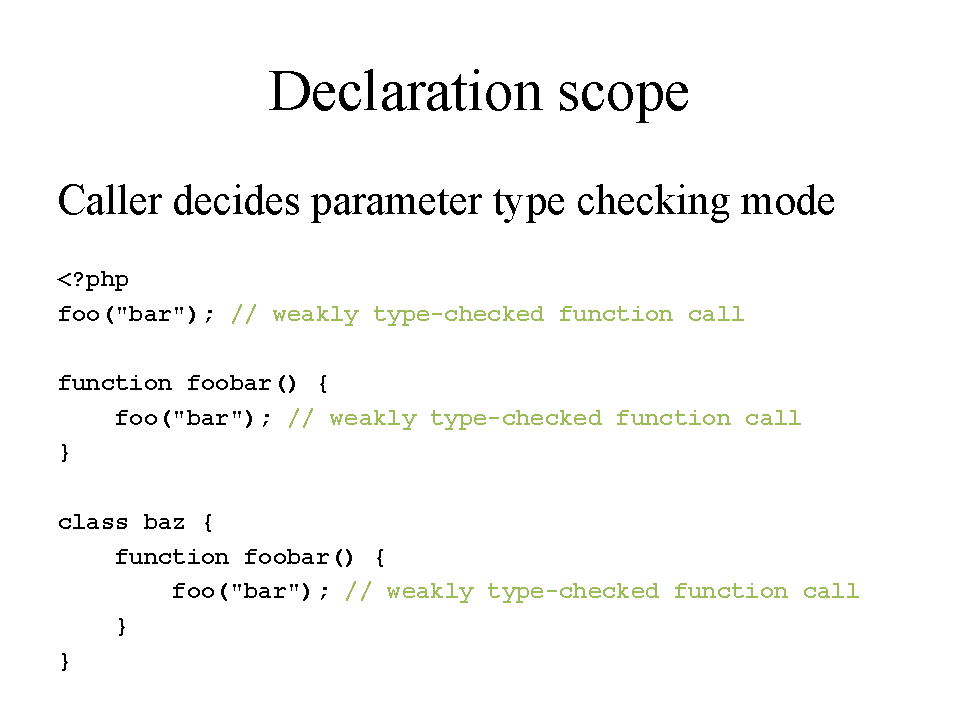 Declaration scope
Caller decides parameter type checking mode
<?php
foo("bar"); // weakly type-checked function call
function foobar() {
    foo("bar"); // weakly type-checked function call
}
class baz {
    function foobar() {
        foo("bar"); // weakly type-checked function call
    }
}